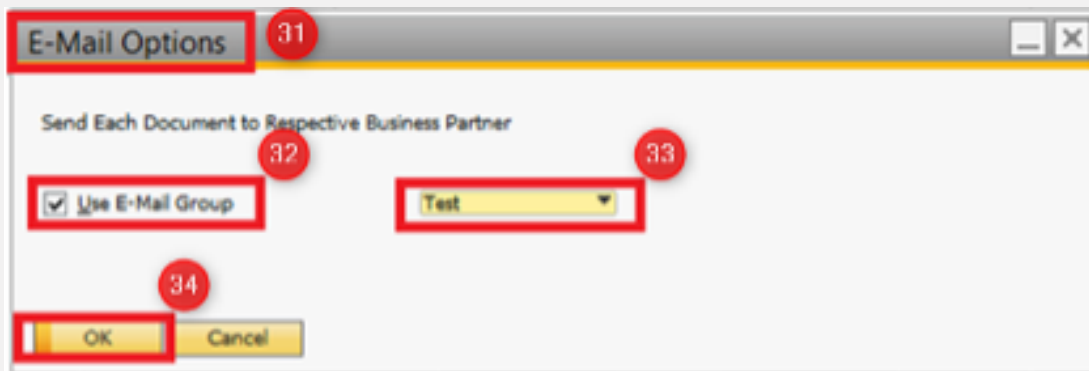 E-Mail Options 31
Send Each Document to Respective Business Partner
32 33
Use E-Mail Group Test
34
OK Cancel